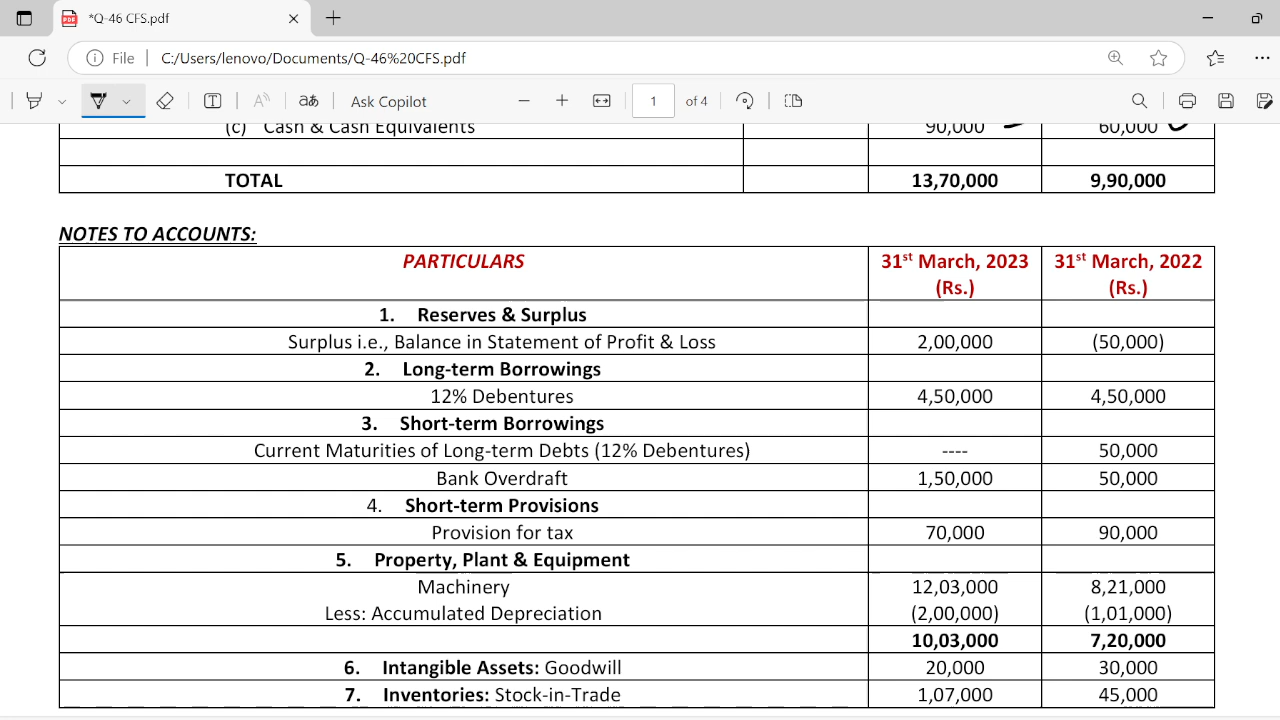 *Q-46 CFS.pdf
File | C:/Users/lenovo/Documents/Q-46%20CFS.pdf
Ask Copilot 1 of 4
(c) Cash & Cash Equivalents 90,000 60,000
TOTAL 13,70,000 9,90,000
NOTES TO ACCOUNTS:
PARTICULARS 31st March, 2023 (Rs.) 31st March, 2022 (Rs.)
1. Reserves & Surplus
Surplus i.e., Balance in Statement of Profit & Loss 2,00,000 (50,000)
2. Long-term Borrowings
12% Debentures 4,50,000 4,50,000
3. Short-term Borrowings
Current Maturities of Long-term Debts (12% Debentures) ---- 50,000
Bank Overdraft 1,50,000 50,000
4. Short-term Provisions
Provision for tax 70,000 90,000
5. Property, Plant & Equipment
Machinery 12,03,000 8,21,000
Less: Accumulated Depreciation (2,00,000) (1,01,000)
10,03,000 7,20,000
6. Intangible Assets: Goodwill 20,000 30,000
7. Inventories: Stock-in-Trade 1,07,000 45,000